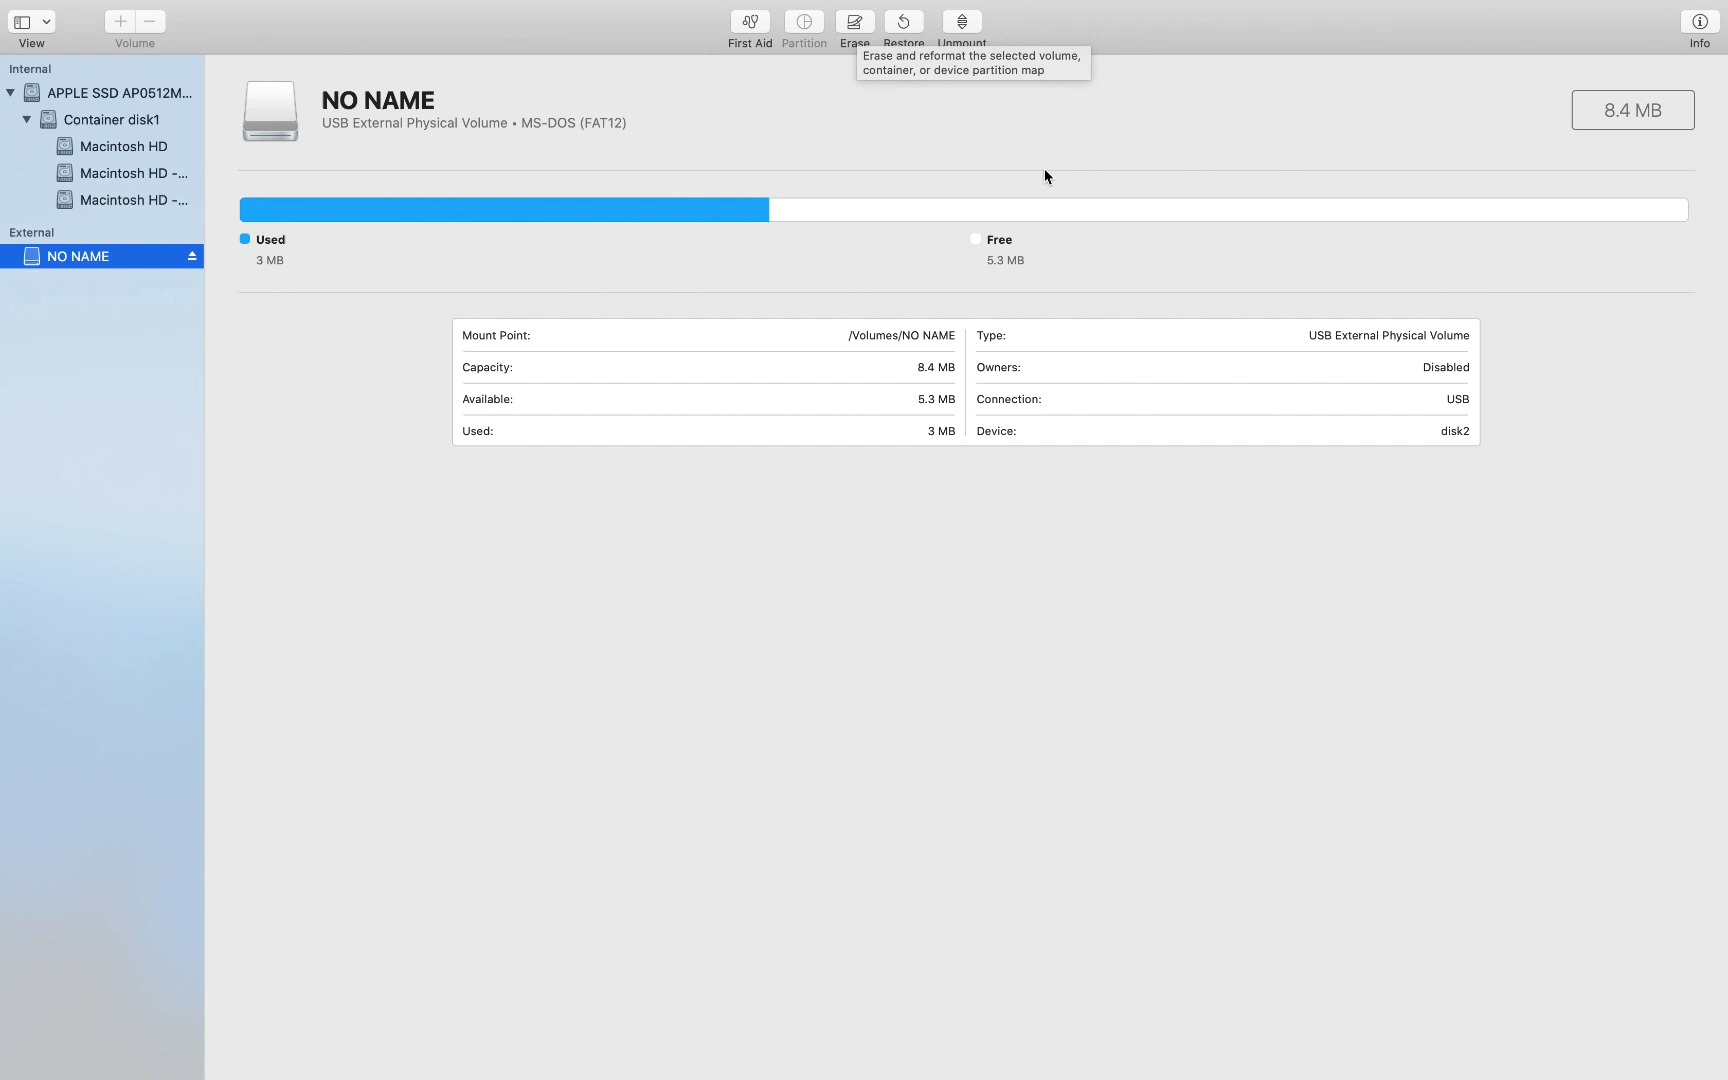 View
Volume
First Aid
Partition
Erase
Restore
Unmount
Info
Erase and reformat the selected volume,
container, or device partition map
Internal
APPLE SSD AP0512M...
Container disk1
Macintosh HD
Macintosh HD -...
Macintosh HD -...
External
NO NAME
NO NAME
USB External Physical Volume • MS-DOS (FAT12)
8.4 MB
Used
3 MB
Free
5.3 MB
Mount Point: /Volumes/NO NAME
Capacity: 8.4 MB
Available: 5.3 MB
Used: 3 MB
Type: USB External Physical Volume
Owners: Disabled
Connection: USB
Device: disk2